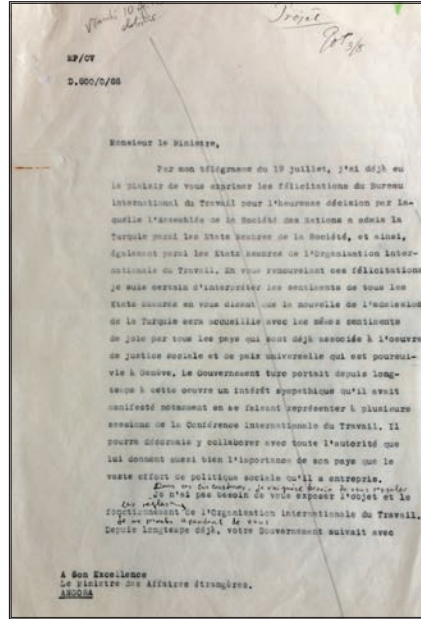 Projet
MP/CV
D.600/0/66
Monsieur le Ministre,
Par mon télégramme du 19 juillet, j'ai déjà eu
le plaisir de vous exprimer les félicitations du Bureau
international du Travail pour l'heureuse décision par la-
quelle l'Assemblée de la Société des Nations a admis la
Turquie parmi les Etats Membres de la Société, et ainsi,
également parmi les Etats Membres de l'Organisation inter-
nationale du Travail. En vous renouvelant ces félicitations
je suis certain d'interpréter les sentiments de tous les
Etats Membres en vous disant que la nouvelle de l'admission
de la Turquie sera accueillie avec les mêmes sentiments
de joie par tous les pays qui sont déjà associés à l'oeuvre
de justice sociale et de paix universelle qui est poursui-
vie à Genève. Le Gouvernement turc portait depuis long-
temps à cette oeuvre un intérêt sympathique qu'il avait
manifesté notamment en se faisant représenter à plusieurs
sessions de la Conférence internationale du Travail. Il
pourra désormais y collaborer avec toute l'autorité que
lui donnent aussi bien l'importance de son pays que le
vaste effort de politique sociale qu'il a entrepris.
Je n'ai pas besoin de vous exposer l'objet et le
fonctionnement de l'Organisation internationale du Travail.
Depuis longtemps déjà, votre Gouvernement suivait avec
A Son Excellence
Le Ministre des Affaires étrangères.
ANGORA